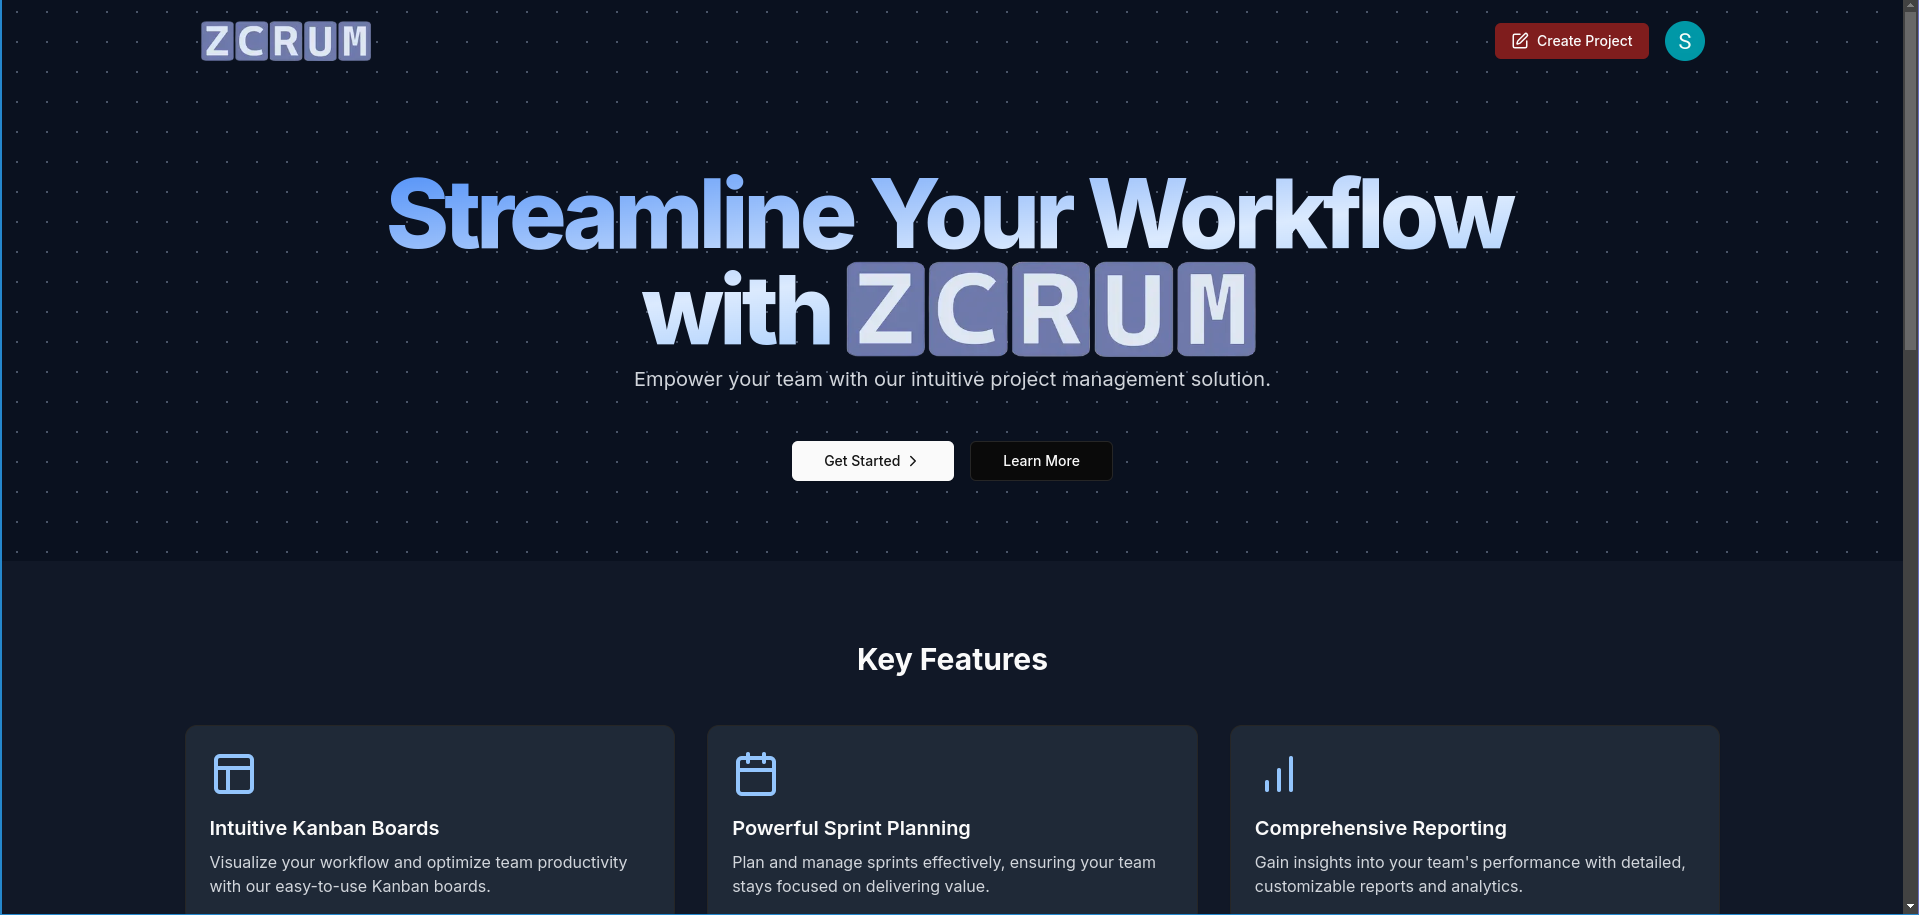 ZCRUM
Create Project
S
Streamline Your Workflow
with ZCRUM
Empower your team with our intuitive project management solution.
Get Started
Learn More
Key Features
Intuitive Kanban Boards
Visualize your workflow and optimize team productivity
with our easy-to-use Kanban boards.
Powerful Sprint Planning
Plan and manage sprints effectively, ensuring your team
stays focused on delivering value.
Comprehensive Reporting
Gain insights into your team's performance with detailed,
customizable reports and analytics.